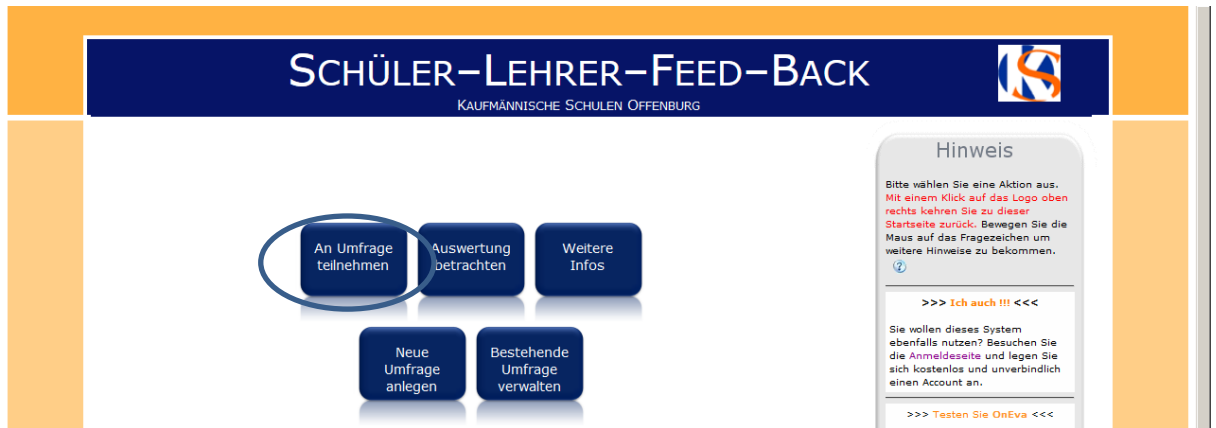 SCHÜLER–LEHRER–FEED–BACK
KAUFMÄNNISCHE SCHULEN OFFENBURG
KS
An Umfrage
teilnehmen
Auswertung
betrachten
Weitere
Infos
Neue
Umfrage
anlegen
Bestehende
Umfrage
verwalten
Hinweis
Bitte wählen Sie eine Aktion aus.
Mit einem Klick auf das Logo oben
rechts kehren Sie zu dieser
Startseite zurück. Bewegen Sie die
Maus auf das Fragezeichen um
weitere Hinweise zu bekommen.
?
>>> Ich auch !!! <<<
Sie wollen dieses System
ebenfalls nutzen? Besuchen Sie
die Anmeldeseite und legen Sie
sich kostenlos und unverbindlich
einen Account an.
>>> Testen Sie OnEva <<<